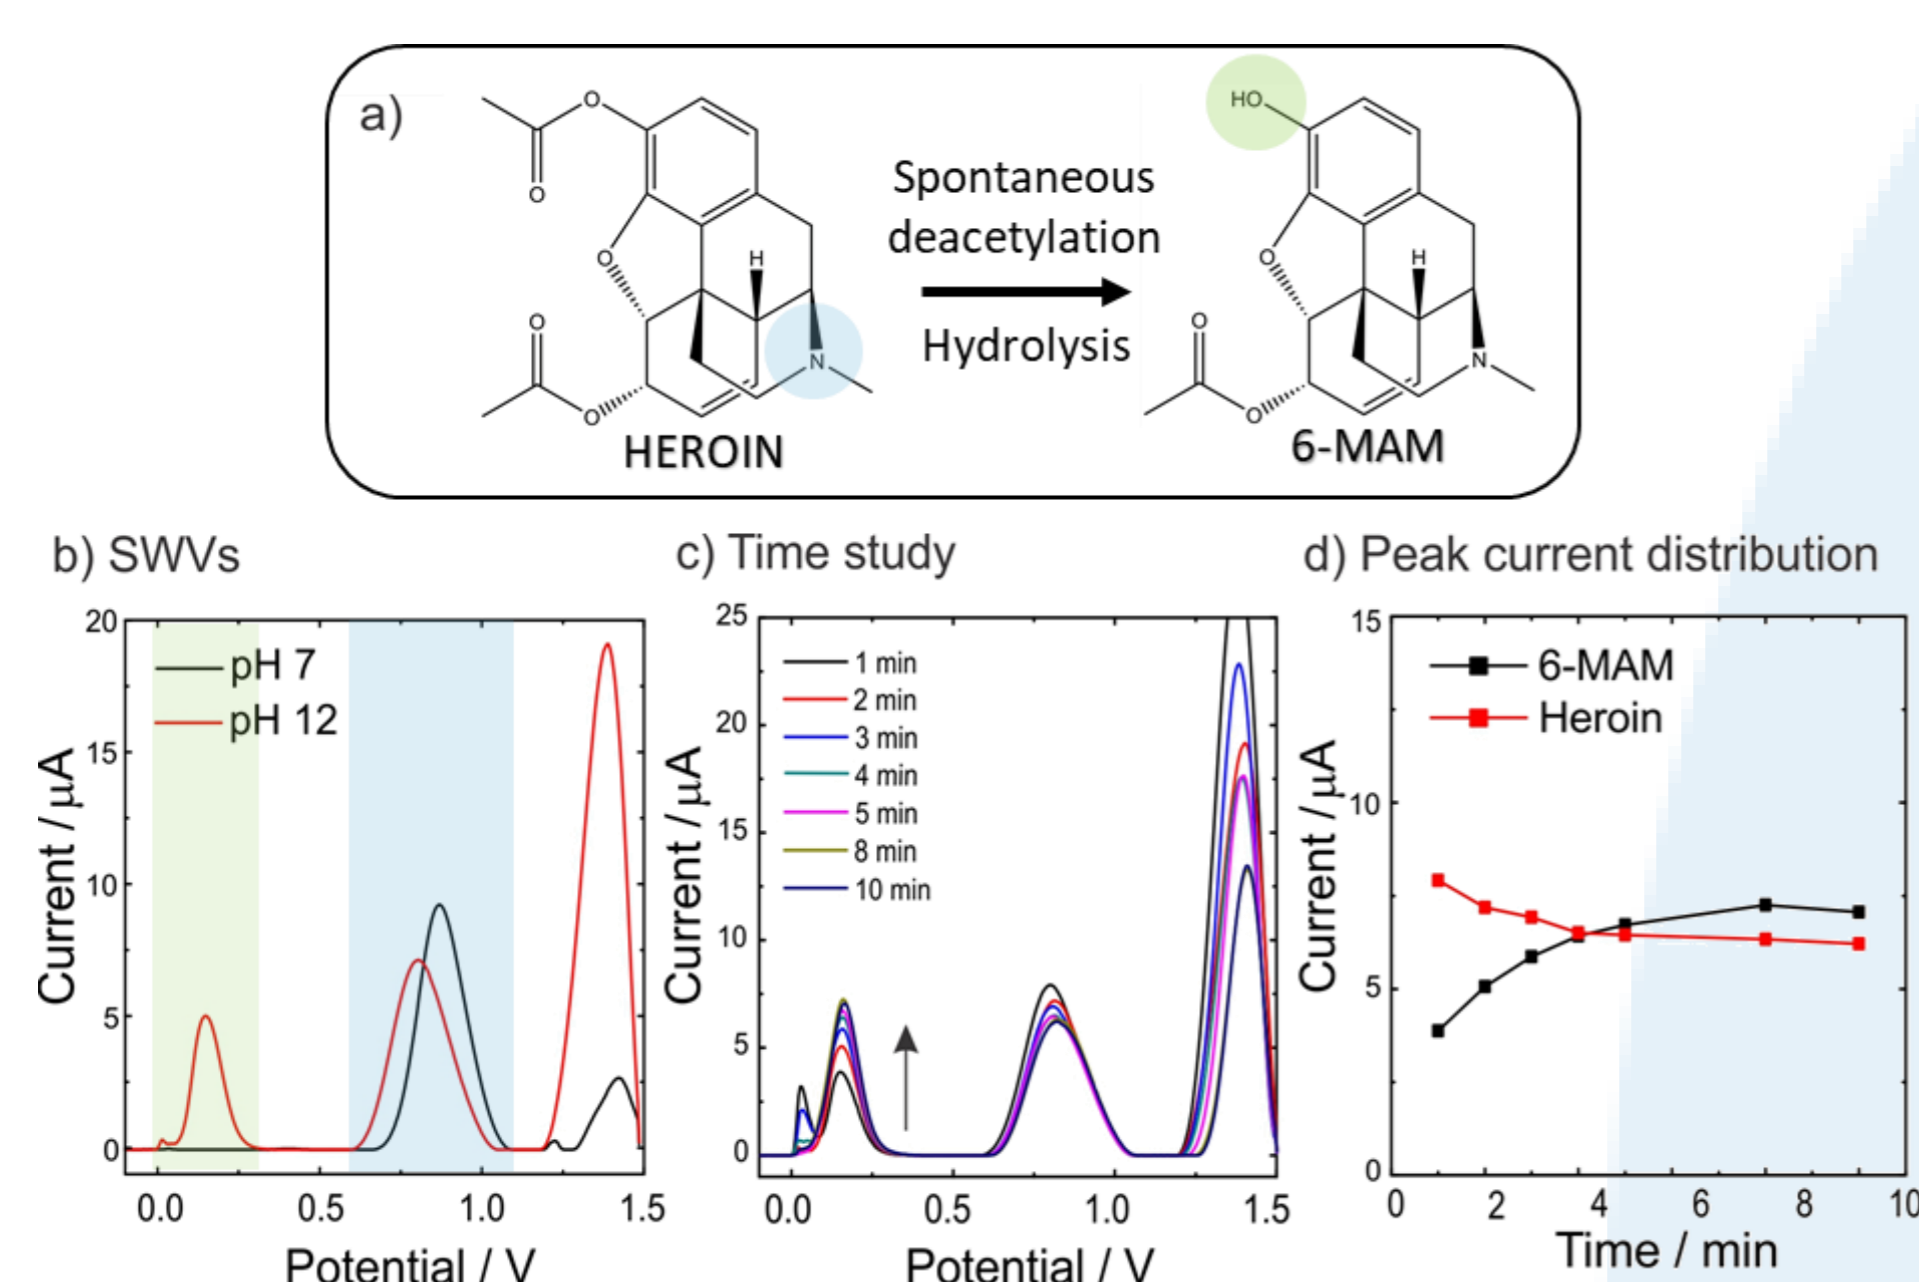 a)
O
O
O
H
O
N
O
HEROIN
Spontaneous
deacetylation
Hydrolysis
HO
O
H
O
N
O
6-MAM
b) SWVs
20
15
10
5
0
pH 7
pH 12
Current / μA
0.0 0.5 1.0 1.5
Potential / V
c) Time study
25
20
15
10
5
0
1 min
2 min
3 min
4 min
5 min
8 min
10 min
Current / μA
0.0 0.5 1.0 1.5
Potential / V
d) Peak current distribution
15
10
5
0
6-MAM
Heroin
Current / μA
0 2 4 6 8 10
Time / min